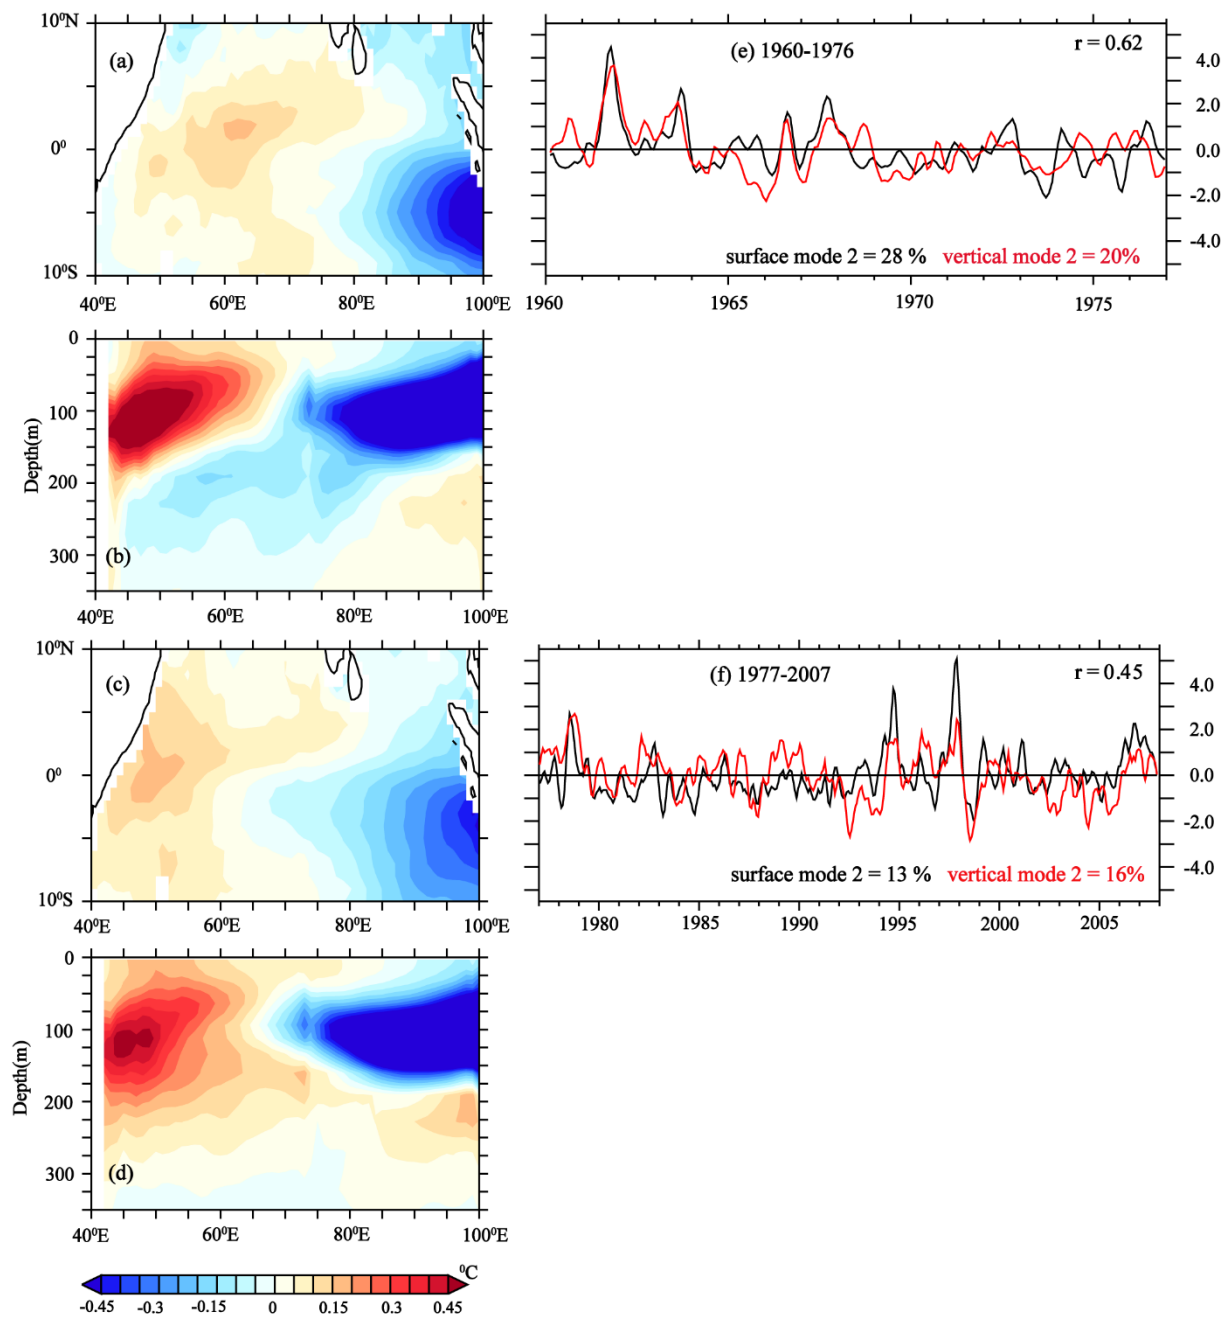 10⁰N
0⁰
10⁰S
(a)
40⁰E 60⁰E 80⁰E 100⁰E
(e) 1960-1976
r = 0.62
4.0
2.0
0.0
-2.0
-4.0
surface mode 2 = 28 % vertical mode 2 = 20%
1960 1965 1970 1975
0
100
200
300
Depth(m)
(b)
40⁰E 60⁰E 80⁰E 100⁰E
10⁰N
0⁰
10⁰S
(c)
40⁰E 60⁰E 80⁰E 100⁰E
(f) 1977-2007
r = 0.45
4.0
2.0
0.0
-2.0
-4.0
surface mode 2 = 13 % vertical mode 2 = 16%
1980 1985 1990 1995 2000 2005
0
100
200
300
Depth(m)
(d)
40⁰E 60⁰E 80⁰E 100⁰E
⁰C
-0.45 -0.3 -0.15 0 0.15 0.3 0.45